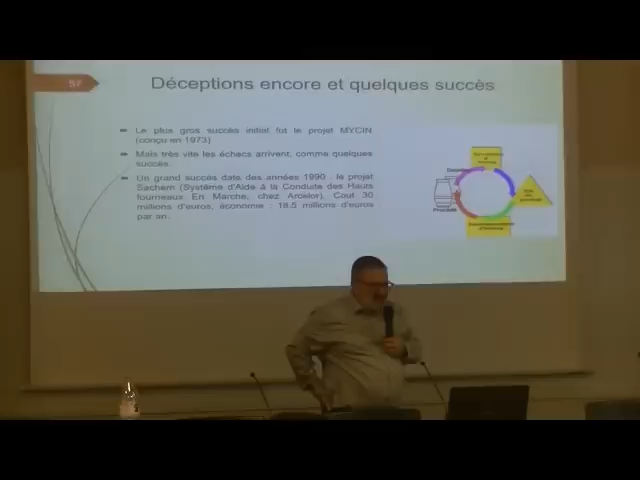 57
Déceptions encore et quelques succès
Le plus gros succès initial fut le projet MYCIN
(conçu en 1973)
Mais très vite les échecs arrivent, comme quelques
succès.
Un grand succès date des années 1990 : le projet
Sachem (Système d'Aide à la Conduite des Hauts
fourneaux En Marche, chez Arcelor). Cout 30
millions d'euros, économie : 18.5 millions d'euros
par an.